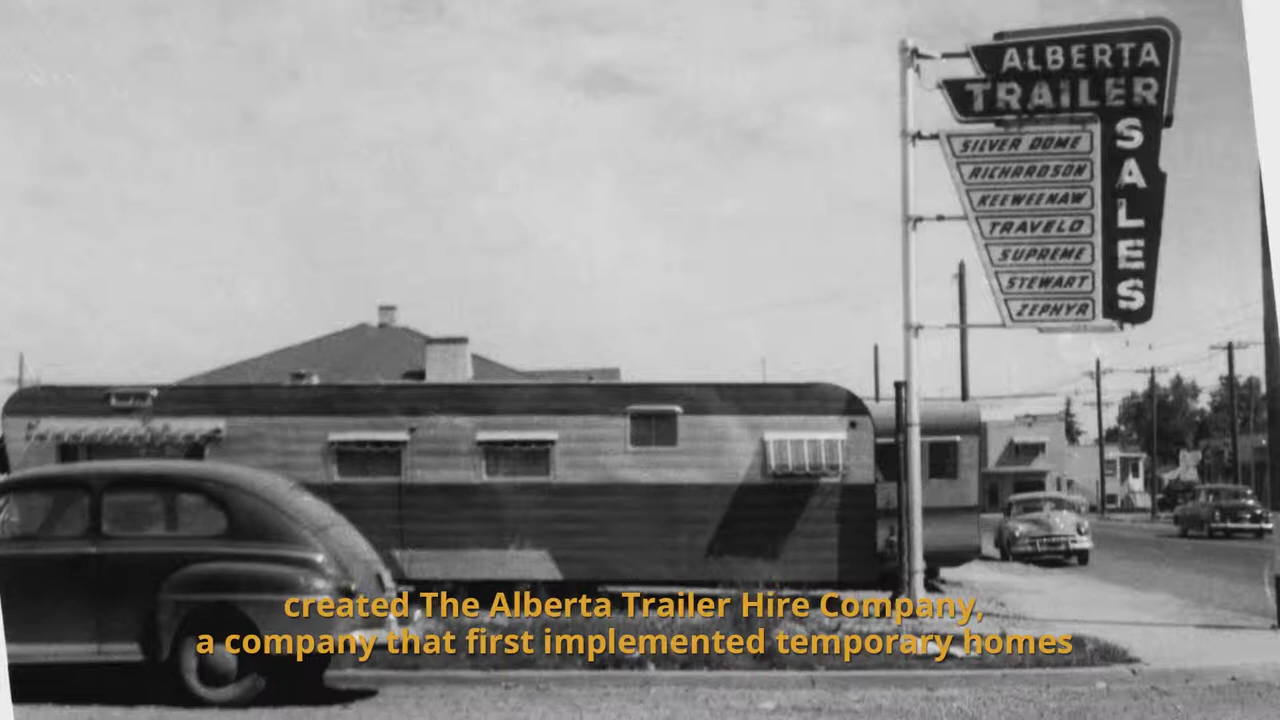 ALBERTA
TRAILER
SALES
SILVER DOME
RICHARDSON
KEEWEENAW
TRAVELO
SUPREME
STEWART
ZEPHYR
created The Alberta Trailer Hire Company,
a company that first implemented temporary homes